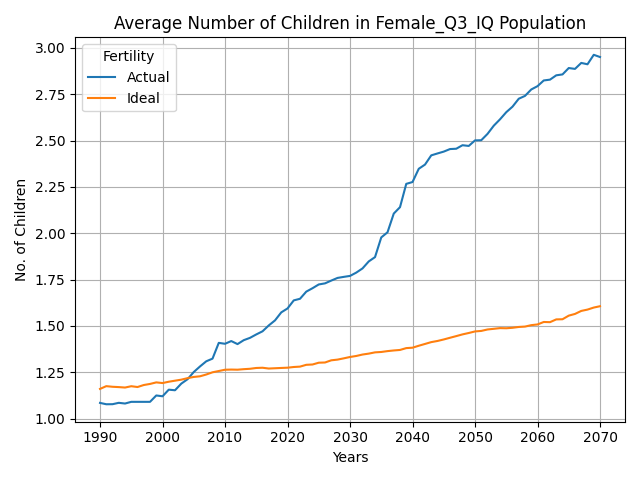 Average Number of Children in Female_Q3_IQ Population
Fertility
Actual
Ideal
3.00
2.75
2.50
2.25
2.00
1.75
1.50
1.25
1.00
No. of Children
1990 2000 2010 2020 2030 2040 2050 2060 2070
Years